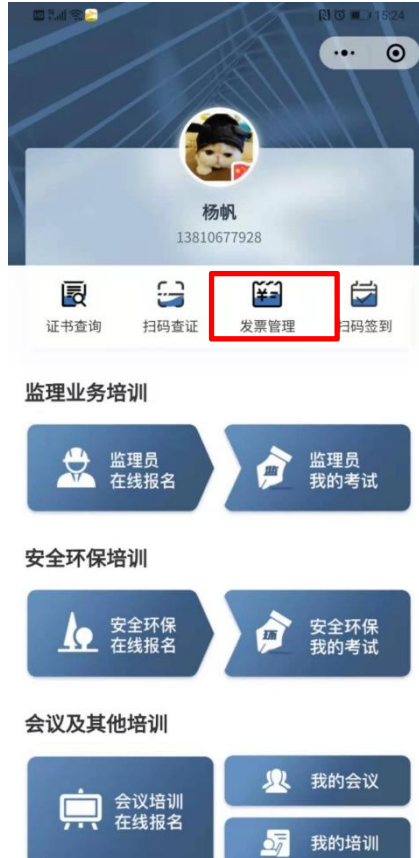 15:24
杨帆
13810677928
证书查询
扫码查证
发票管理
扫码签到
监理业务培训
监理员
在线报名
监
监理员
我的考试
安全环保培训
安全环保
在线报名
环
安全环保
我的考试
会议及其他培训
会议培训
在线报名
我的会议
我的培训